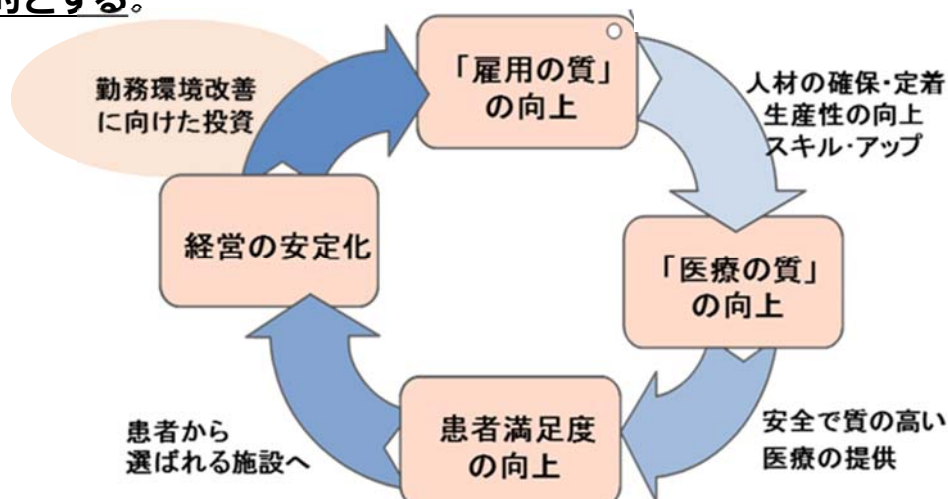 的とする。
「雇用の質」
の向上
勤務環境改善
に向けた投資
人材の確保・定着
生産性の向上
スキル・アップ
経営の安定化
「医療の質」
の向上
患者満足度
の向上
患者から
選ばれる施設へ
安全で質の高い
医療の提供